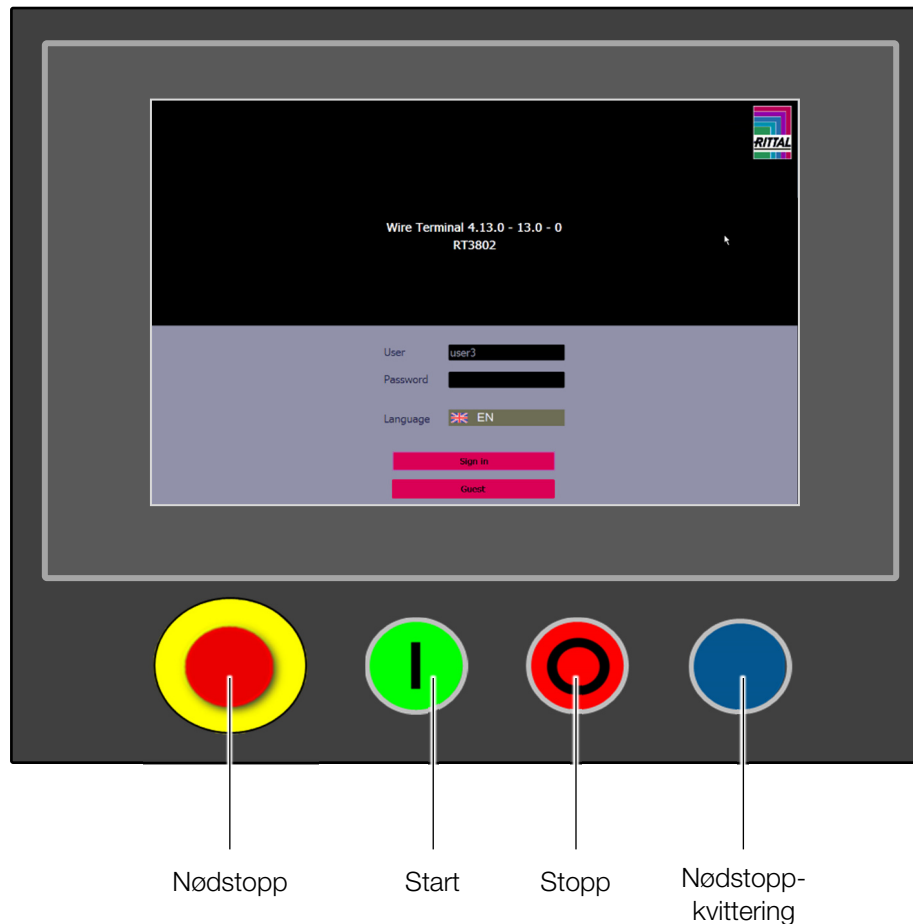 RITTAL
Wire Terminal 4.13.0 - 13.0 - 0
RT3802
User user3
Password
Language EN
Sign in
Guest
Nødstopp Start Stopp Nødstopp-
kvittering